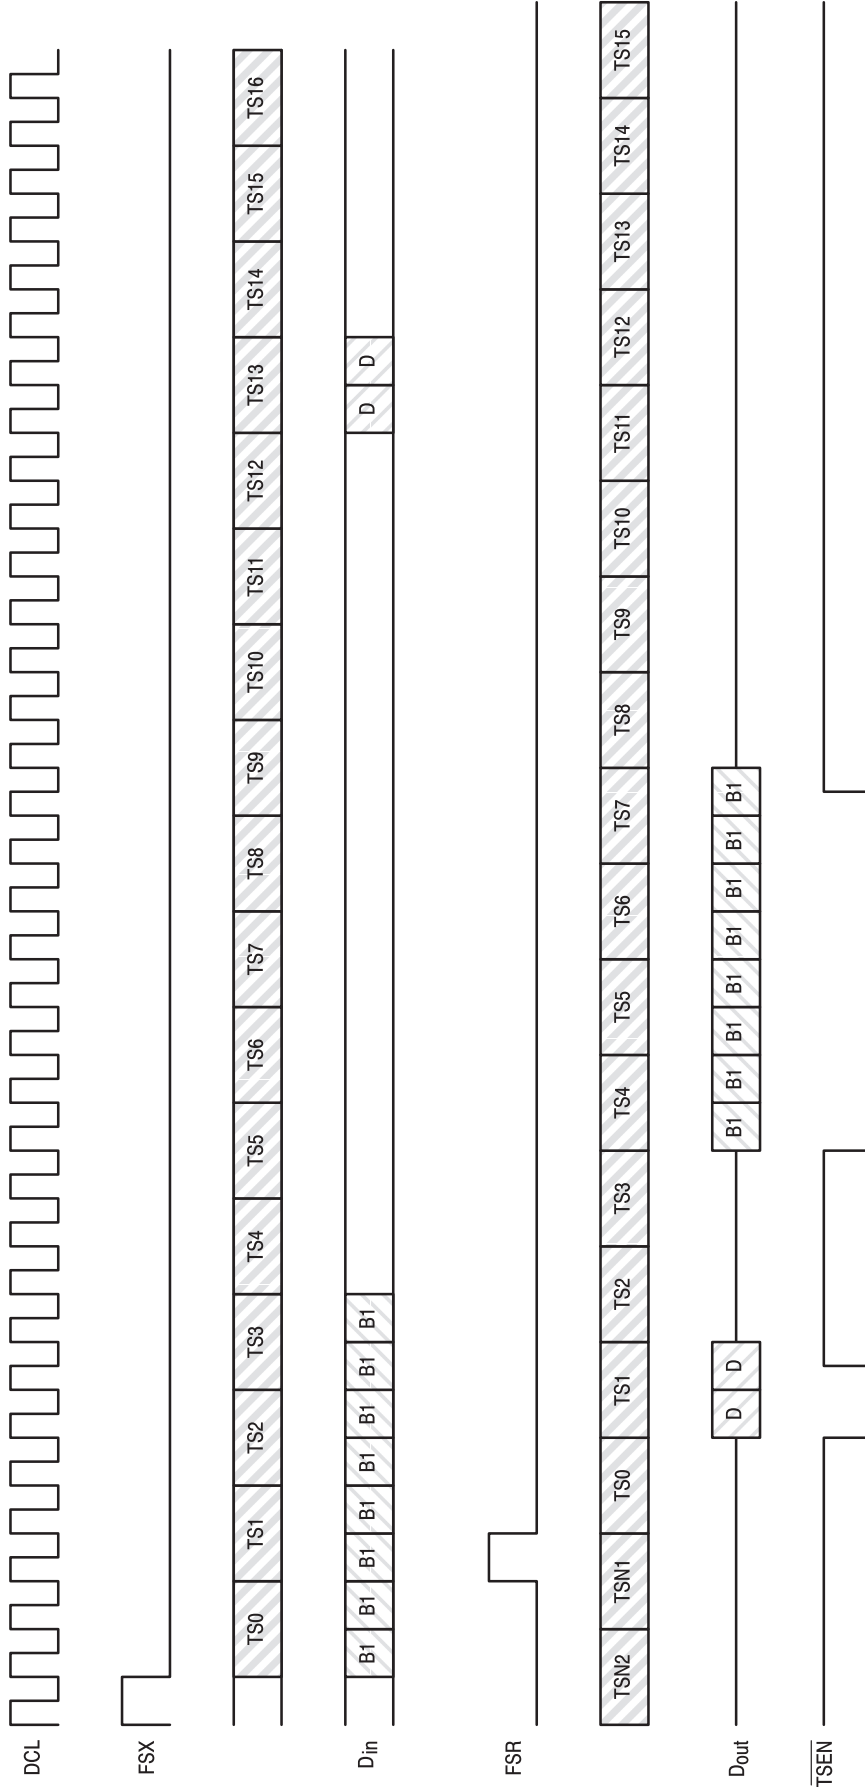 DCL
FSX
TS0 TS1 TS2 TS3 TS4 TS5 TS6 TS7 TS8 TS9 TS10 TS11 TS12 TS13 TS14 TS15 TS16
Din B1 B1 B1 B1 B1 B1 B1 B1 D D
FSR
TSN2 TSN1 TS0 TS1 TS2 TS3 TS4 TS5 TS6 TS7 TS8 TS9 TS10 TS11 TS12 TS13 TS14 TS15
Dout D D B1 B1 B1 B1 B1 B1 B1 B1
TSEN